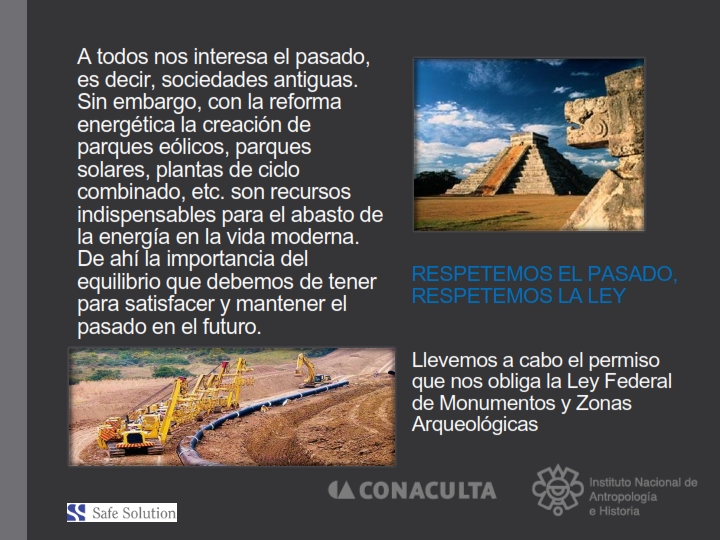 A todos nos interesa el pasado,
es decir, sociedades antiguas.
Sin embargo, con la reforma
energética la creación de
parques eólicos, parques
solares, plantas de ciclo
combinado, etc. son recursos
indispensables para el abasto de
la energía en la vida moderna.
De ahí la importancia del
equilibrio que debemos de tener
para satisfacer y mantener el
pasado en el futuro.
RESPETEMOS EL PASADO,
RESPETEMOS LA LEY
Llevemos a cabo el permiso
que nos obliga la Ley Federal
de Monumentos y Zonas
Arqueológicas
CONACULTA
Instituto Nacional de
Antropología
e Historia
Safe Solution